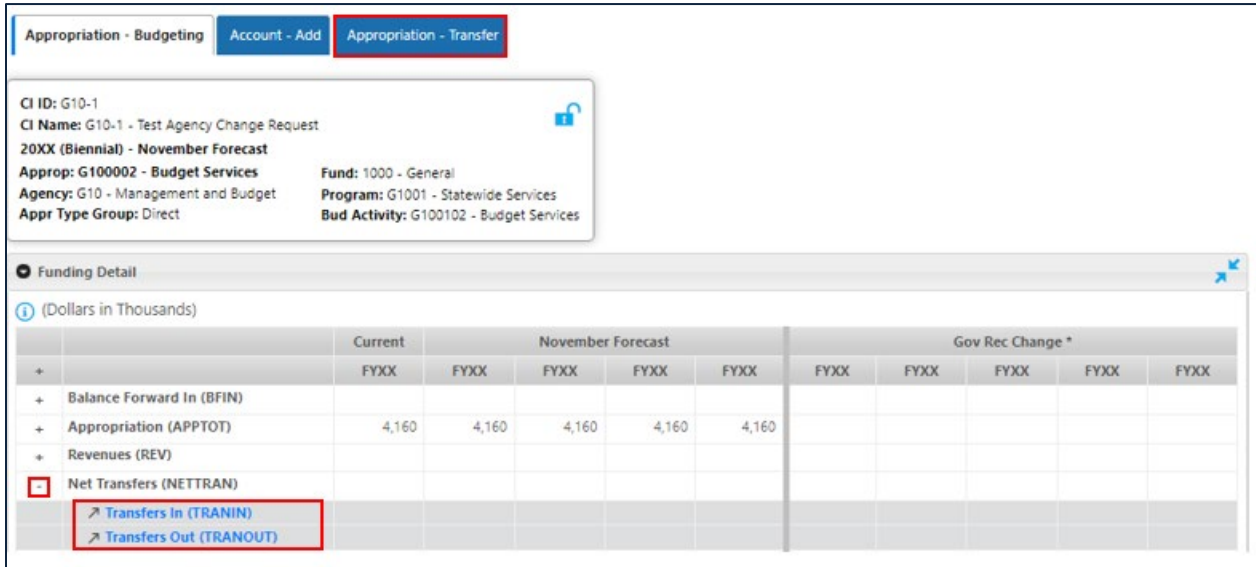 Appropriation - Budgeting Account - Add Appropriation - Transfer
CI ID: G10-1
CI Name: G10-1 - Test Agency Change Request
20XX (Biennial) - November Forecast
Approp: G100002 - Budget Services Fund: 1000 - General
Agency: G10 - Management and Budget Program: G1001 - Statewide Services
Appr Type Group: Direct Bud Activity: G100102 - Budget Services
Funding Detail
(Dollars in Thousands)
Current November Forecast Gov Rec Change *
+ FYXX FYXX FYXX FYXX FYXX FYXX FYXX FYXX FYXX FYXX
+ Balance Forward In (BFIN)
+ Appropriation (APPTOT) 4,160 4,160 4,160 4,160 4,160
+ Revenues (REV)
- Net Transfers (NETTRAN)
Transfers In (TRANIN)
Transfers Out (TRANOUT)